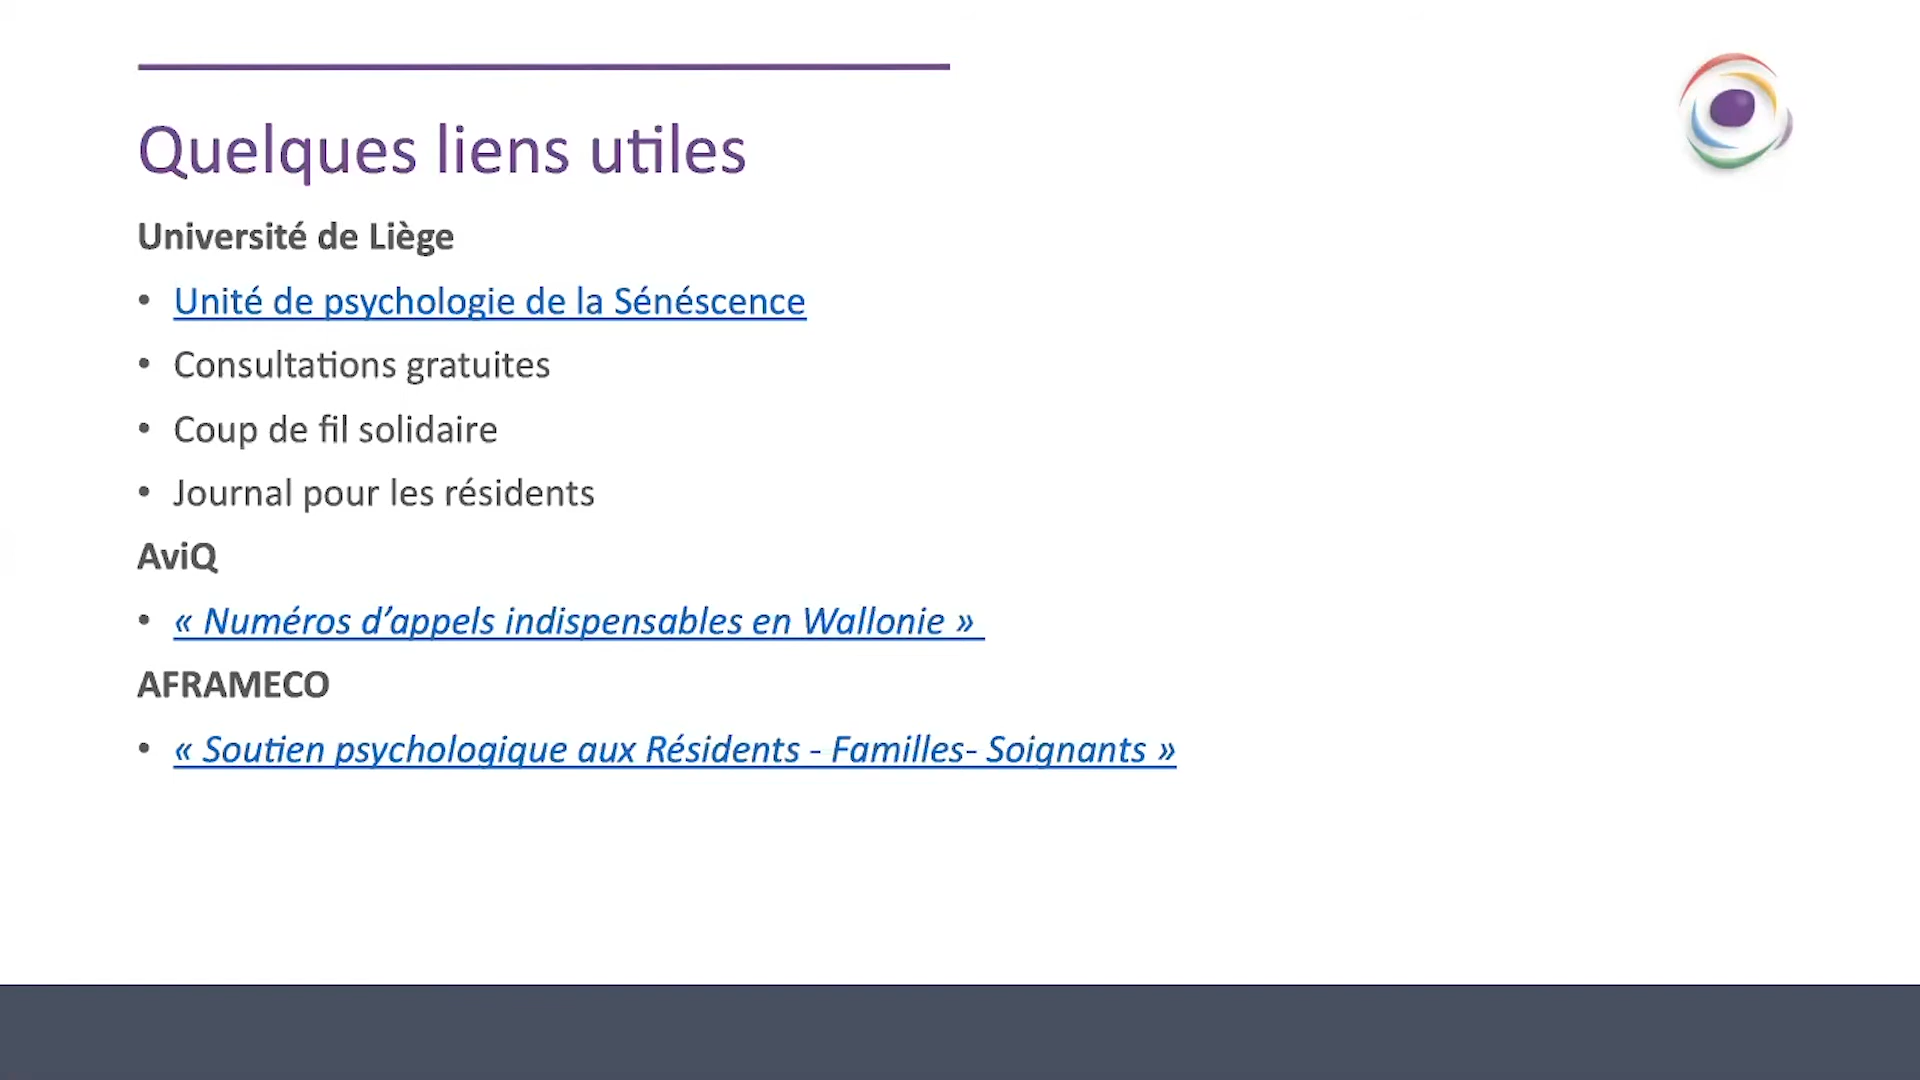 Quelques liens utiles
Université de Liège
• Unité de psychologie de la Sénéscence
• Consultations gratuites
• Coup de fil solidaire
• Journal pour les résidents
AviQ
• « Numéros d’appels indispensables en Wallonie »
AFRAMECO
• « Soutien psychologique aux Résidents - Familles- Soignants »